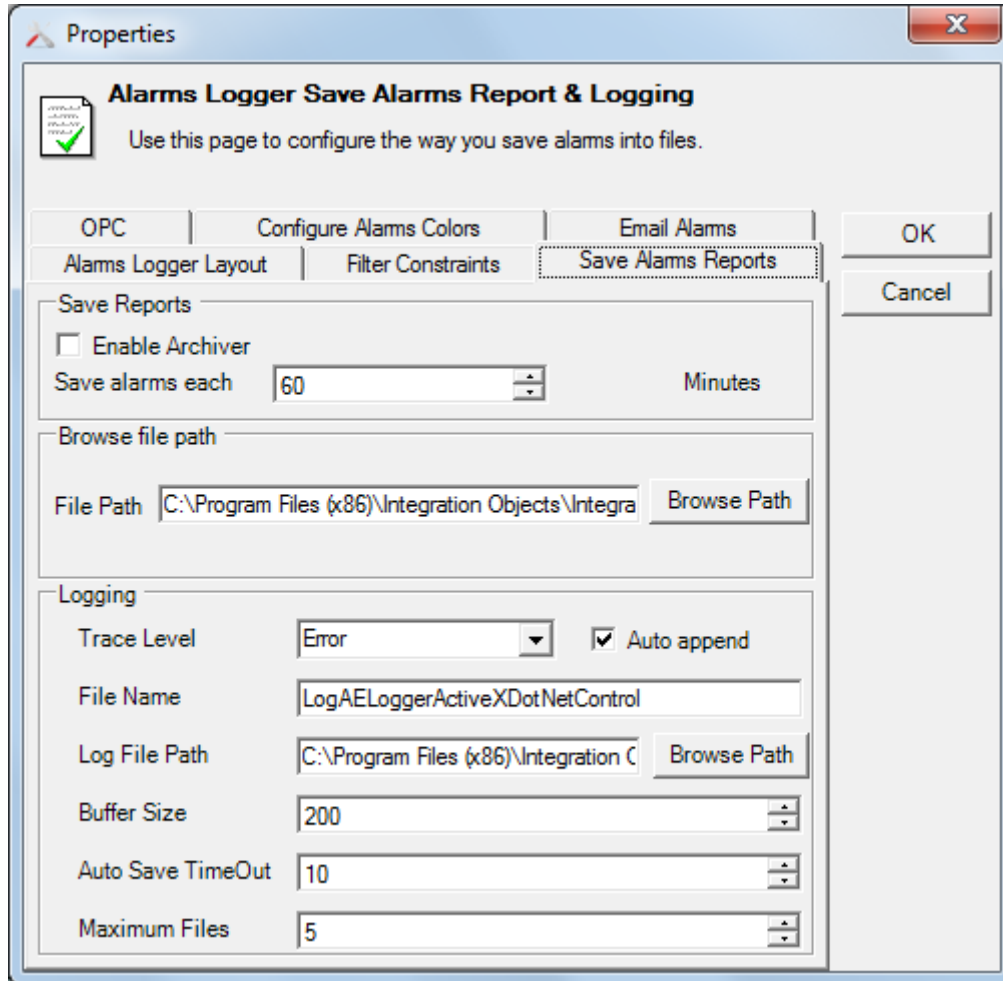 Properties
Alarms Logger Save Alarms Report & Logging
Use this page to configure the way you save alarms into files.
OPC Configure Alarms Colors Email Alarms
Alarms Logger Layout Filter Constraints Save Alarms Reports
OK
Cancel
Save Reports
Enable Archiver
Save alarms each 60 Minutes
Browse file path
File Path C:\Program Files (x86)\Integration Objects\Integra Browse Path
Logging
Trace Level Error Auto append
File Name LogAELoggerActiveXDotNetControl
Log File Path C:\Program Files (x86)\Integration Browse Path
Buffer Size 200
Auto Save TimeOut 10
Maximum Files 5